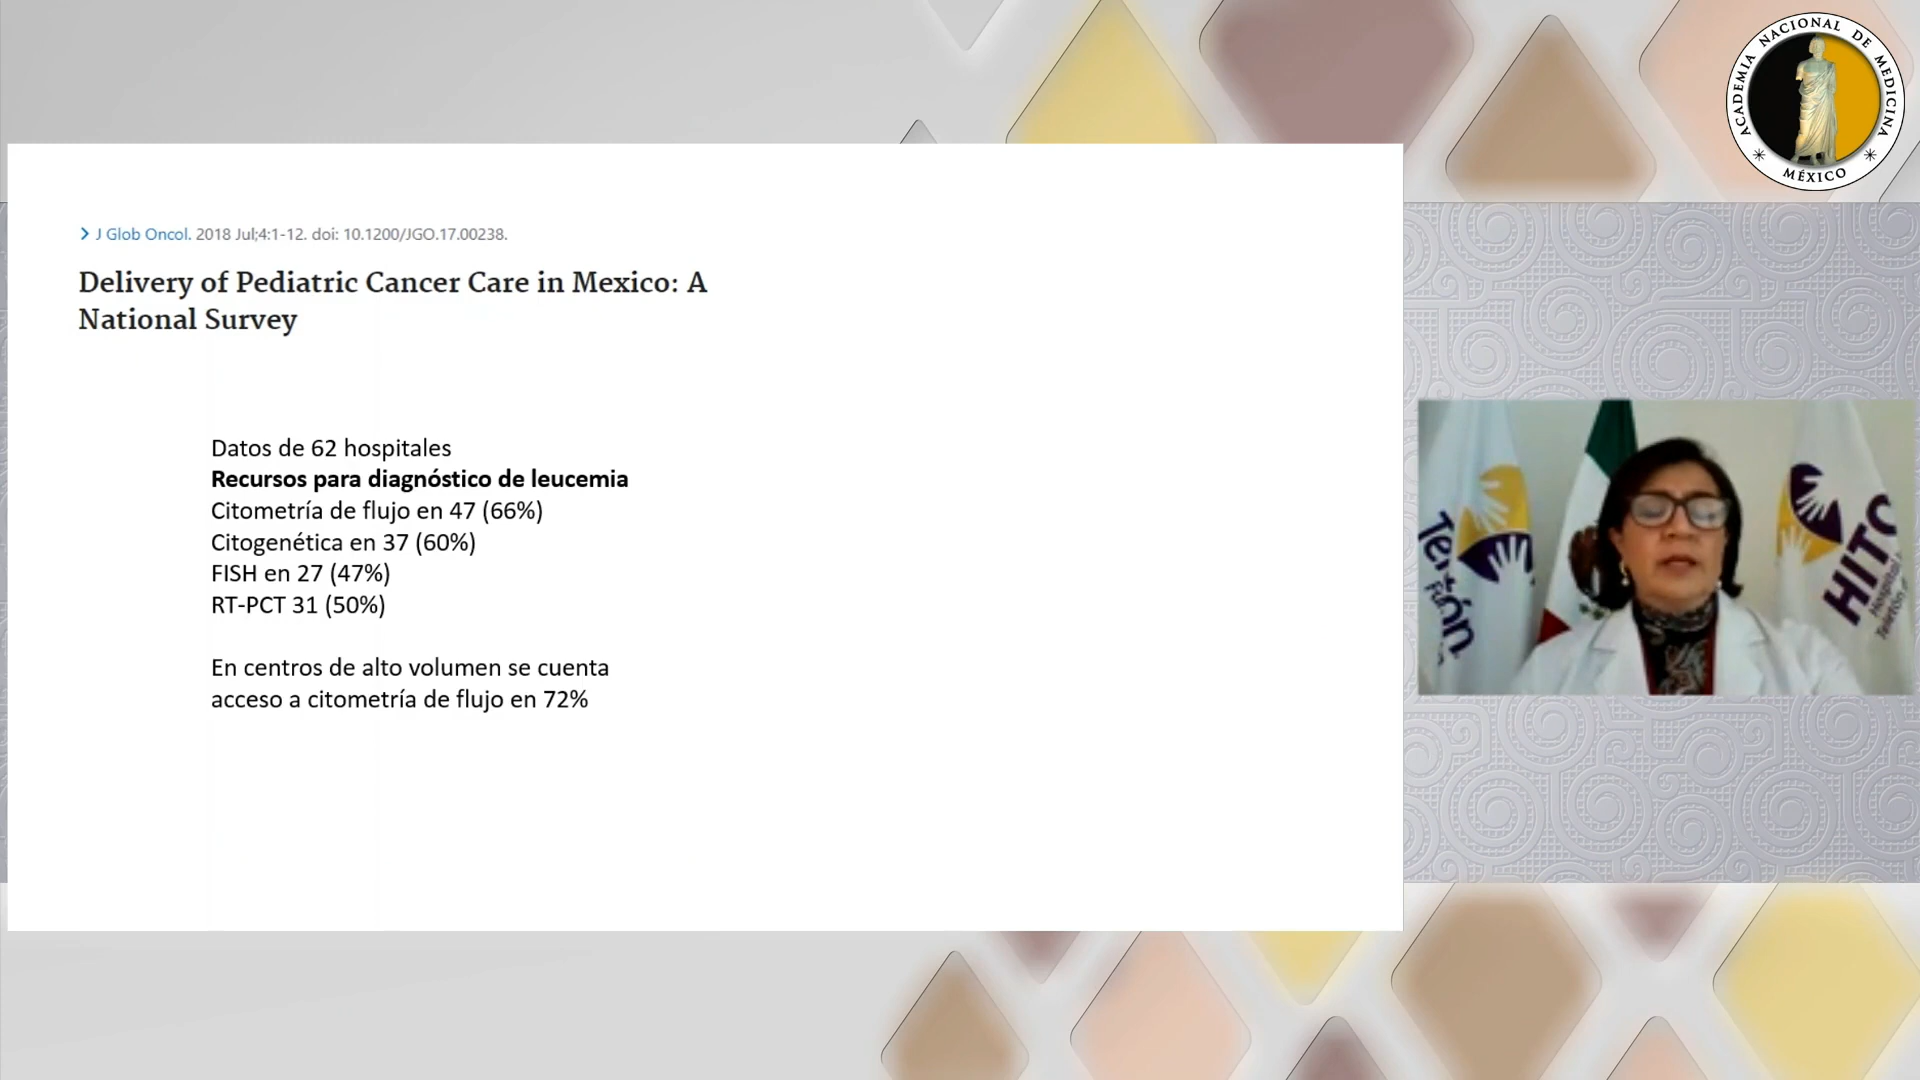 ACADEMIA NACIONAL DE MEDICINA
MÉXICO
J Glob Oncol. 2018 Jul;4:1-12. doi: 10.1200/JGO.17.00238.
Delivery of Pediatric Cancer Care in Mexico: A
National Survey
Datos de 62 hospitales
Recursos para diagnóstico de leucemia
Citometría de flujo en 47 (66%)
Citogenética en 37 (60%)
FISH en 27 (47%)
RT-PCT 31 (50%)
En centros de alto volumen se cuenta
acceso a citometría de flujo en 72%
HITO
Hospital
Teletón